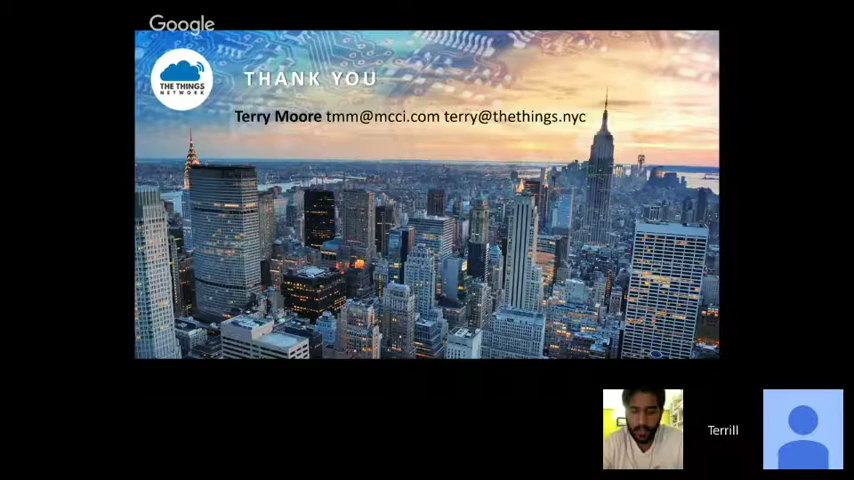 Google
THE THINGS
NETWORK
THANK YOU
Terry Moore tmm@mcci.com terry@thethings.nyc
Terrill